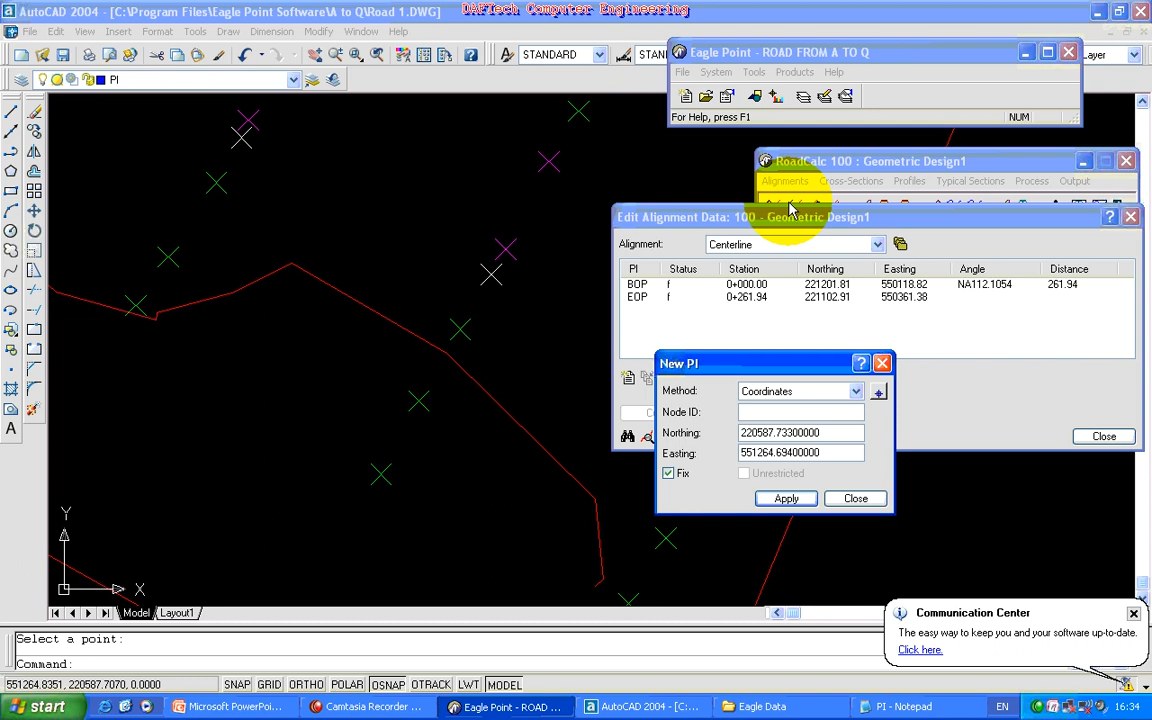 AutoCAD 2004 - [C:\Program Files\Eagle Point Software\A to Q\Road 1.DWG]
DAFTech Computer Engineering
File Edit View Insert Format Tools Draw Dimension Modify Window Express Help
STANDARD
STAN
Layer
PI
Eagle Point - ROAD FROM A TO Q
File System Tools Products Help
For Help, press F1
NUM
RoadCalc 100 : Geometric Design1
Alignments Cross-Sections Profiles Typical Sections Process Output
Edit Alignment Data: 100 - Geometric Design1
Alignment: Centerline
PI Status Station Northing Easting Angle Distance
BOP f 0+000.00 221201.81 550118.82 NA112.1054 261.94
EOP f 0+261.94 221102.91 550361.38
New PI
Method: Coordinates
Node ID:
Northing: 220587.73300000
Easting: 551264.69400000
Fix Unrestricted
Apply Close
Close
Y
X
Model Layout1
Communication Center
The easy way to keep you and your software up-to-date.
Click here.
Select a point:
Command:
551264.8351, 220587.7070, 0.0000 SNAP GRID ORTHO POLAR OSNAP OTRACK LWT MODEL
start Microsoft PowerPoi... Camtasia Recorder ... Eagle Point - ROAD ... AutoCAD 2004 - [C:... Eagle Data PI - Notepad EN 16:34